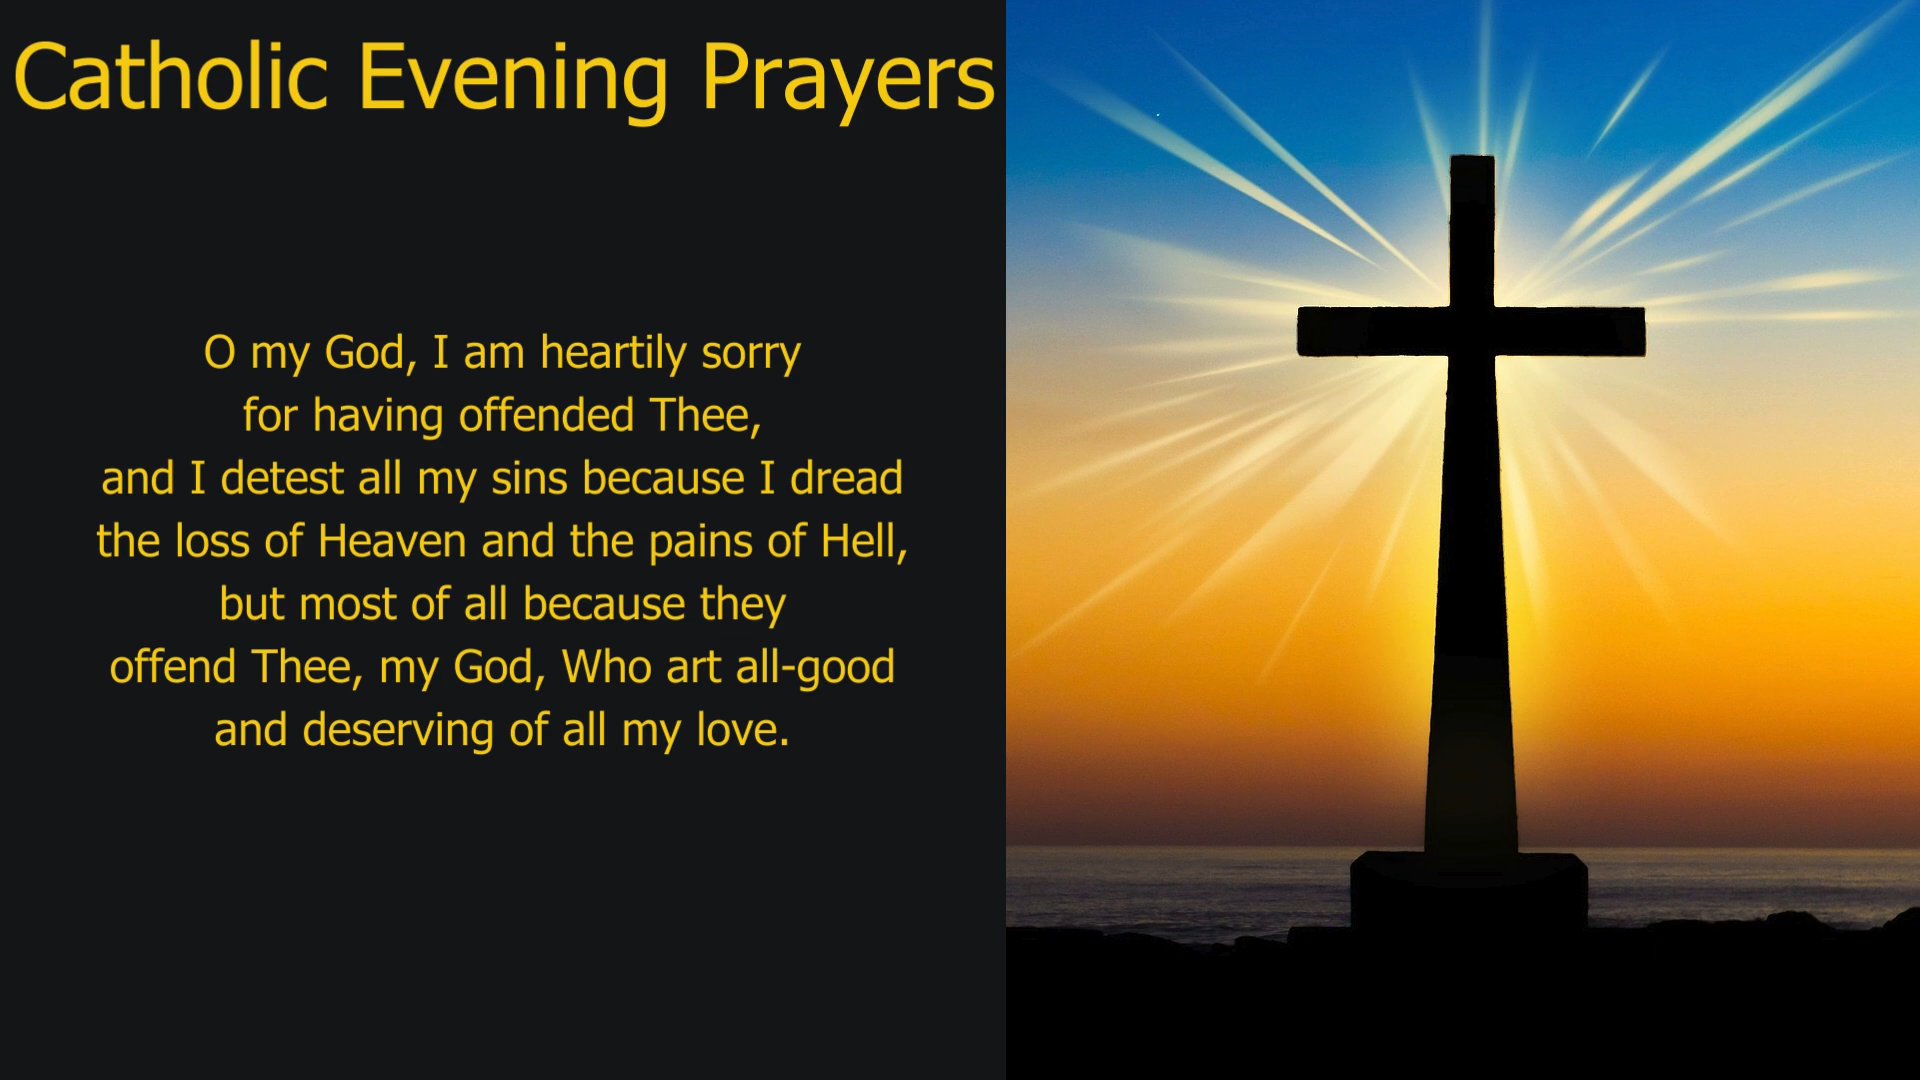 Catholic Evening Prayers
O my God, I am heartily sorry
for having offended Thee,
and I detest all my sins because I dread
the loss of Heaven and the pains of Hell,
but most of all because they
offend Thee, my God, Who art all-good
and deserving of all my love.